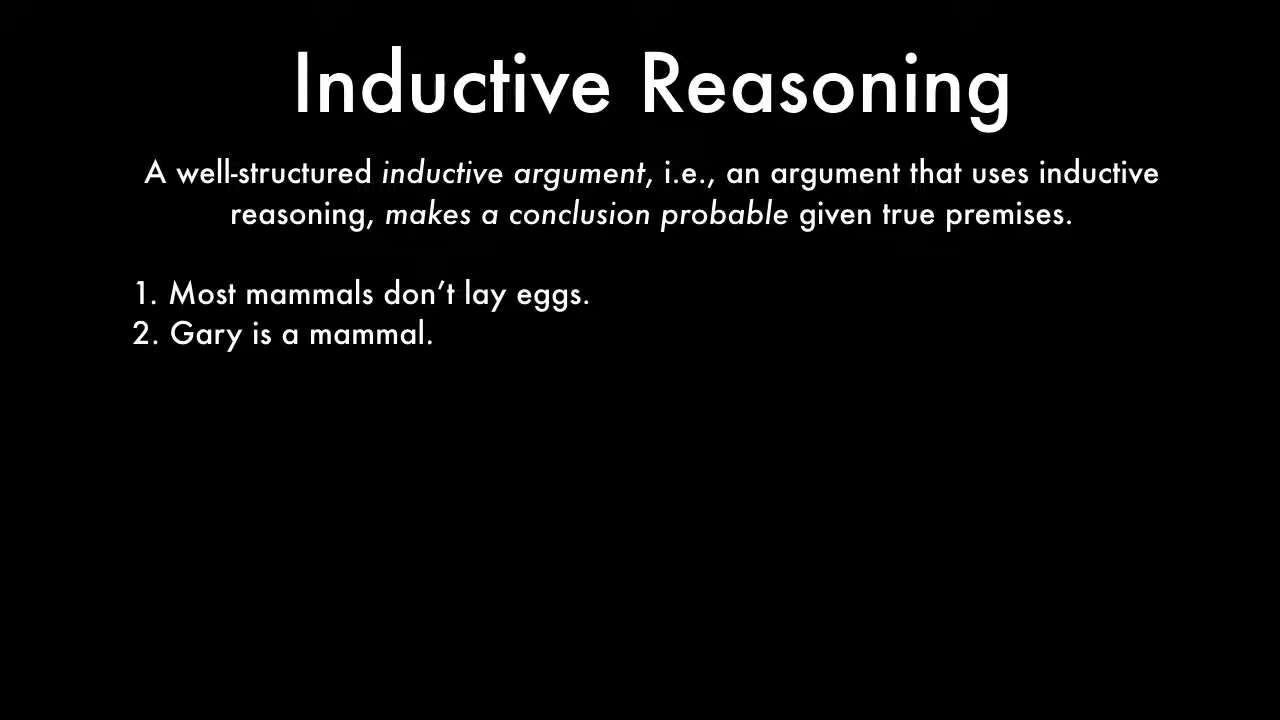 Inductive Reasoning
A well-structured inductive argument, i.e., an argument that uses inductive
reasoning, makes a conclusion probable given true premises.
1. Most mammals don’t lay eggs.
2. Gary is a mammal.